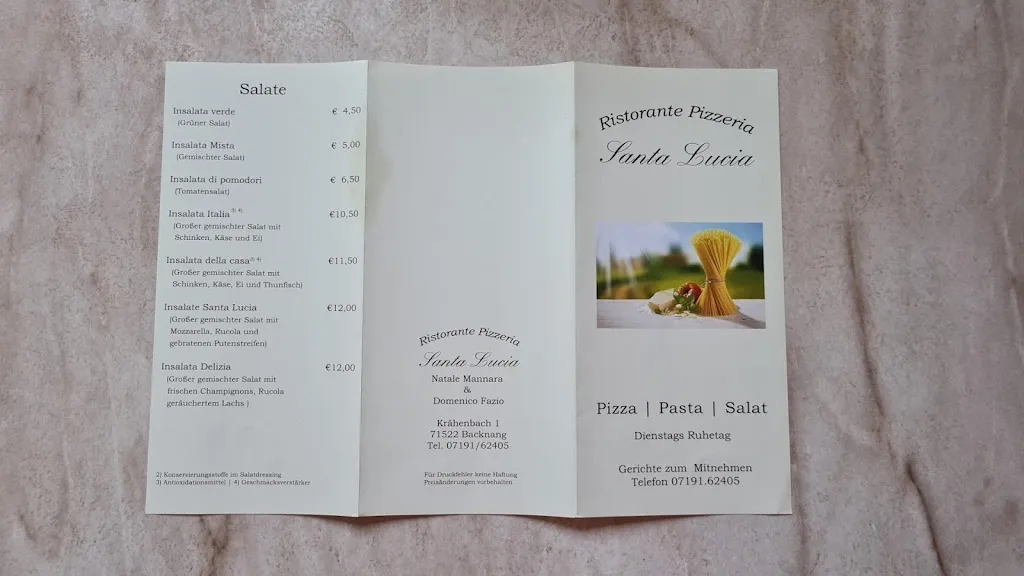 Salate
Insalata verde € 4,50
(Grüner Salat)
Insalata Mista € 5,00
(Gemischter Salat)
Insalata di pomodori € 6,50
(Tomatensalat)
Insalata Italia 3) 4) €10,50
(Großer gemischter Salat mit
Schinken, Käse und Ei)
Insalata della casa 2) 4) €11,50
(Großer gemischter Salat mit
Schinken, Käse, Ei und Thunfisch)
Insalate Santa Lucia €12,00
(Großer gemischter Salat mit
Mozzarella, Rucola und
gebratenen Putenstreifen)
Insalata Delizia €12,00
(Großer gemischter Salat mit
frischen Champignons, Rucola
geräuchertem Lachs )
2) Konservierungsstoffe im Salatdressing
3) Antioxidationsmittel | 4) Geschmacksverstärker
Ristorante Pizzeria
Santa Lucia
Natale Mannara
&
Domenico Fazio
Krähenbach 1
71522 Backnang
Tel. 07191/62405
Für Druckfehler keine Haftung
Preisänderungen vorbehalten
Ristorante Pizzeria
Santa Lucia
Pizza | Pasta | Salat
Dienstags Ruhetag
Gerichte zum Mitnehmen
Telefon 07191.62405